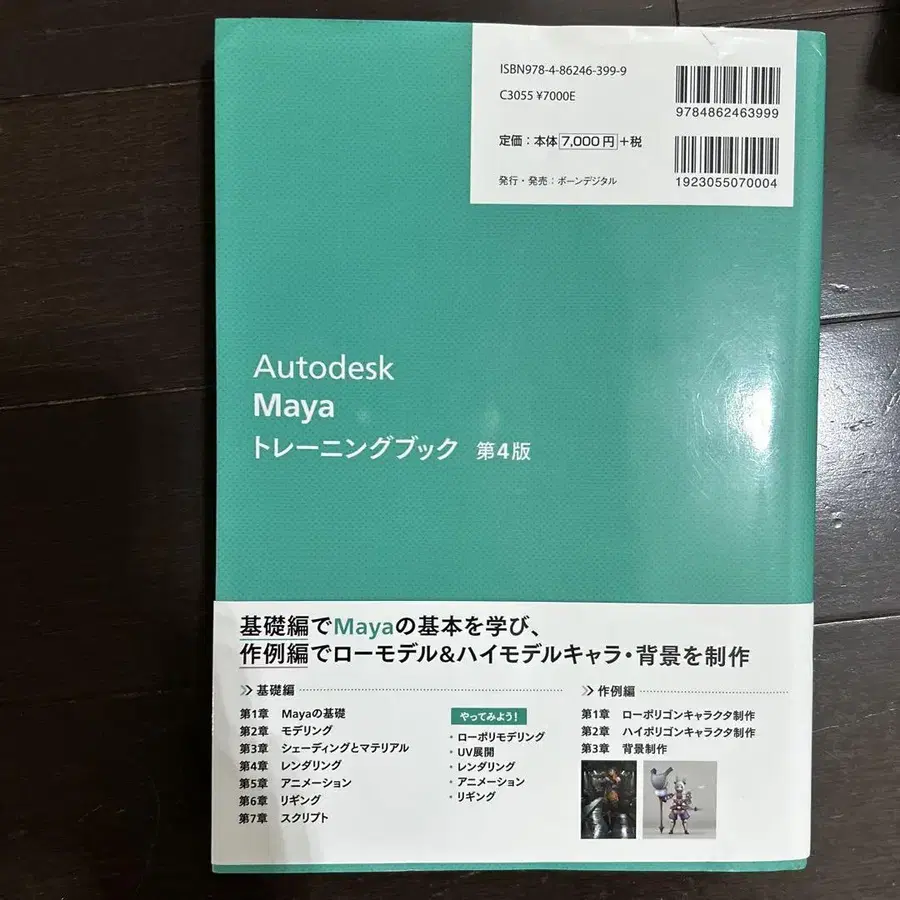 ISBN978-4-86246-399-9
C3055 ¥7000E
9784862463999
定価：本体7,000円+税
発行・発売：ボーンデジタル
1923055070004
Autodesk
Maya
トレーニングブック 第4版
基礎編でMayaの基本を学び、
作例編でローモデル&ハイモデルキャラ・背景を制作
基礎編
第1章 Mayaの基礎
第2章 モデリング
第3章 シェーディングとマテリアル
第4章 レンダリング
第5章 アニメーション
第6章 リギング
第7章 スクリプト
やってみよう！
・ローポリモデリング
・UV展開
・レンダリング
・アニメーション
・リギング
作例編
第1章 ローポリゴンキャラクタ制作
第2章 ハイポリゴンキャラクタ制作
第3章 背景制作